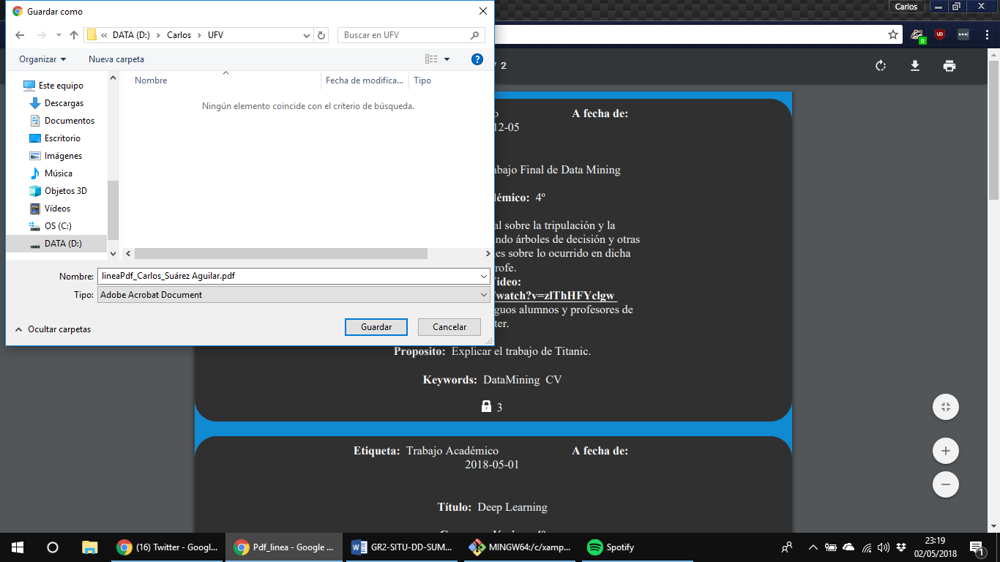 Guardar como
Carlos
« DATA (D:) › Carlos › UFV
Buscar en UFV
Organizar
Nueva carpeta
?
Este equipo
Descargas
Documentos
Escritorio
Imágenes
Música
Objetos 3D
Vídeos
OS (C:)
DATA (D:)
Nombre
Fecha de modifica...
Tipo
Ningún elemento coincide con el criterio de búsqueda.
Nombre: lineaPdf_Carlos_Suárez Aguilar.pdf
Tipo: Adobe Acrobat Document
Ocultar carpetas
Guardar
Cancelar
0
/ 2
o A fecha de:
12-05
abajo Final de Data Mining
démico: 4º
al sobre la tripulación y la
ndo árboles de decisión y otras
es sobre lo ocurrido en dicha
rofe.
Video:
/watch?v=zlThHFYclgw
guos alumnos y profesores de
ter.
Proposito: Explicar el trabajo de Titanic.
Keywords: DataMining CV
3
Etiqueta: Trabajo Académico A fecha de:
2018-05-01
Título: Deep Learning
(16) Twitter - Googl...
Pdf_linea - Google ...
GR2-SITU-DD-SUM...
MINGW64:/c/xamp...
Spotify
23:19
02/05/2018
1